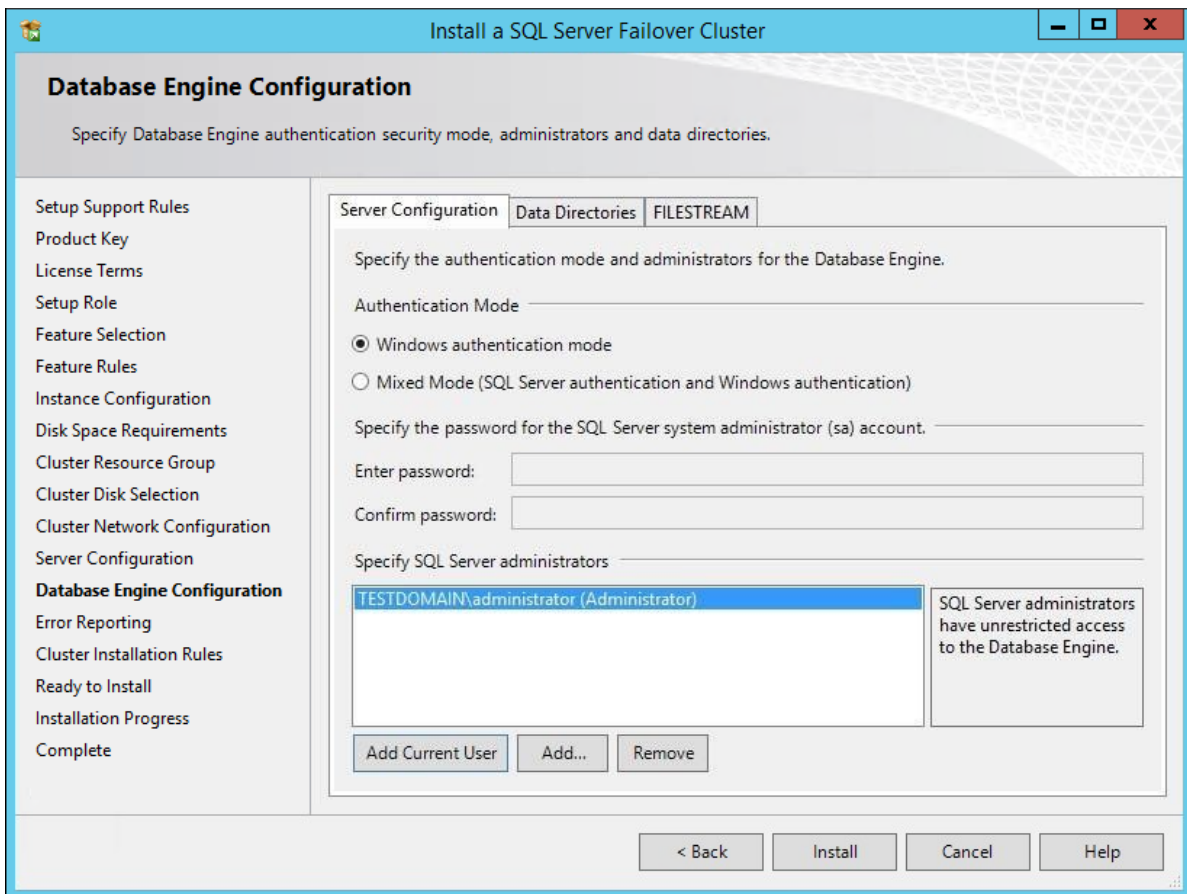 Install a SQL Server Failover Cluster
Database Engine Configuration
Specify Database Engine authentication security mode, administrators and data directories.
Setup Support Rules
Product Key
License Terms
Setup Role
Feature Selection
Feature Rules
Instance Configuration
Disk Space Requirements
Cluster Resource Group
Cluster Disk Selection
Cluster Network Configuration
Server Configuration
Database Engine Configuration
Error Reporting
Cluster Installation Rules
Ready to Install
Installation Progress
Complete
Server Configuration Data Directories FILESTREAM
Specify the authentication mode and administrators for the Database Engine.
Authentication Mode
Windows authentication mode
Mixed Mode (SQL Server authentication and Windows authentication)
Specify the password for the SQL Server system administrator (sa) account.
Enter password:
Confirm password:
Specify SQL Server administrators
TESTDOMAIN\administrator (Administrator)
SQL Server administrators
have unrestricted access
to the Database Engine.
Add Current User Add... Remove
< Back Install Cancel Help